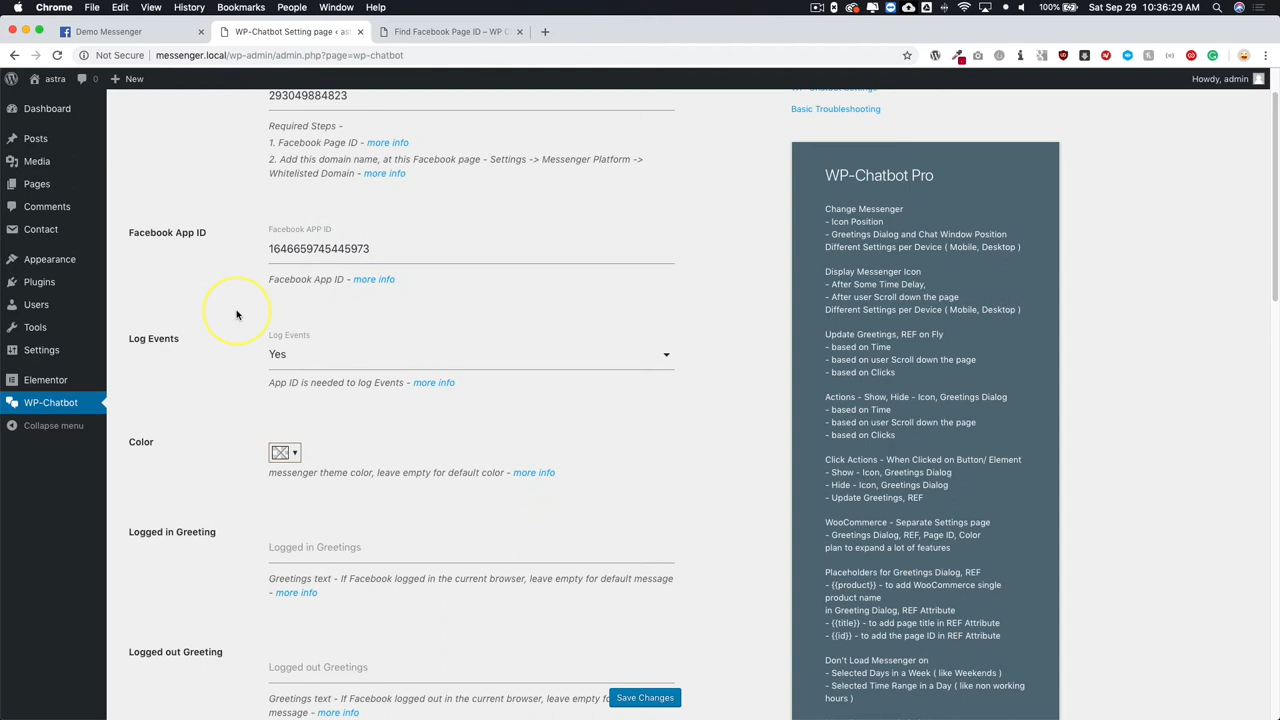 Chrome File Edit View History Bookmarks People Window Help
100% Sat Sep 29 10:36:29 AM
Demo Messenger
WP-Chatbot Setting page < as
Find Facebook Page ID – WP C
Not Secure messenger.local/wp-admin/admin.php?page=wp-chatbot
astra 0 New
Howdy, admin
Dashboard
Posts
Media
Pages
Comments
Contact
Appearance
Plugins
Users
Tools
Settings
Elementor
WP-Chatbot
Collapse menu
293049884823
Required Steps -
1. Facebook Page ID - more info
2. Add this domain name, at this Facebook page - Settings -> Messenger Platform ->
Whitelisted Domain - more info
Facebook App ID
Facebook APP ID
1646659745445973
Facebook App ID - more info
Log Events
Log Events
Yes
App ID is needed to log Events - more info
Color
messenger theme color, leave empty for default color - more info
Logged in Greeting
Logged in Greetings
Greetings text - If Facebook logged in the current browser, leave empty for default message
- more info
Logged out Greeting
Logged out Greetings
Greetings text - If Facebook logged out in the current browser, leave empty fo
message - more info
Save Changes
Basic Troubleshooting
WP-Chatbot Pro
Change Messenger
- Icon Position
- Greetings Dialog and Chat Window Position
Different Settings per Device ( Mobile, Desktop )
Display Messenger Icon
- After Some Time Delay,
- After user Scroll down the page
Different Settings per Device ( Mobile, Desktop )
Update Greetings, REF on Fly
- based on Time
- based on user Scroll down the page
- based on Clicks
Actions - Show, Hide - Icon, Greetings Dialog
- based on Time
- based on user Scroll down the page
- based on Clicks
Click Actions - When Clicked on Button/ Element
- Show - Icon, Greetings Dialog
- Hide - Icon, Greetings Dialog
- Update Greetings, REF
WooCommerce - Separate Settings page
- Greetings Dialog, REF, Page ID, Color
plan to expand a lot of features
Placeholders for Greetings Dialog, REF
- {{product}} - to add WooCommerce single
product name
in Greeting Dialog, REF Attribute
- {{title}} - to add page title in REF Attribute
- {{id}} - to add the page ID in REF Attribute
Don't Load Messenger on
- Selected Days in a Week ( like Weekends )
- Selected Time Range in a Day ( like non working
hours )